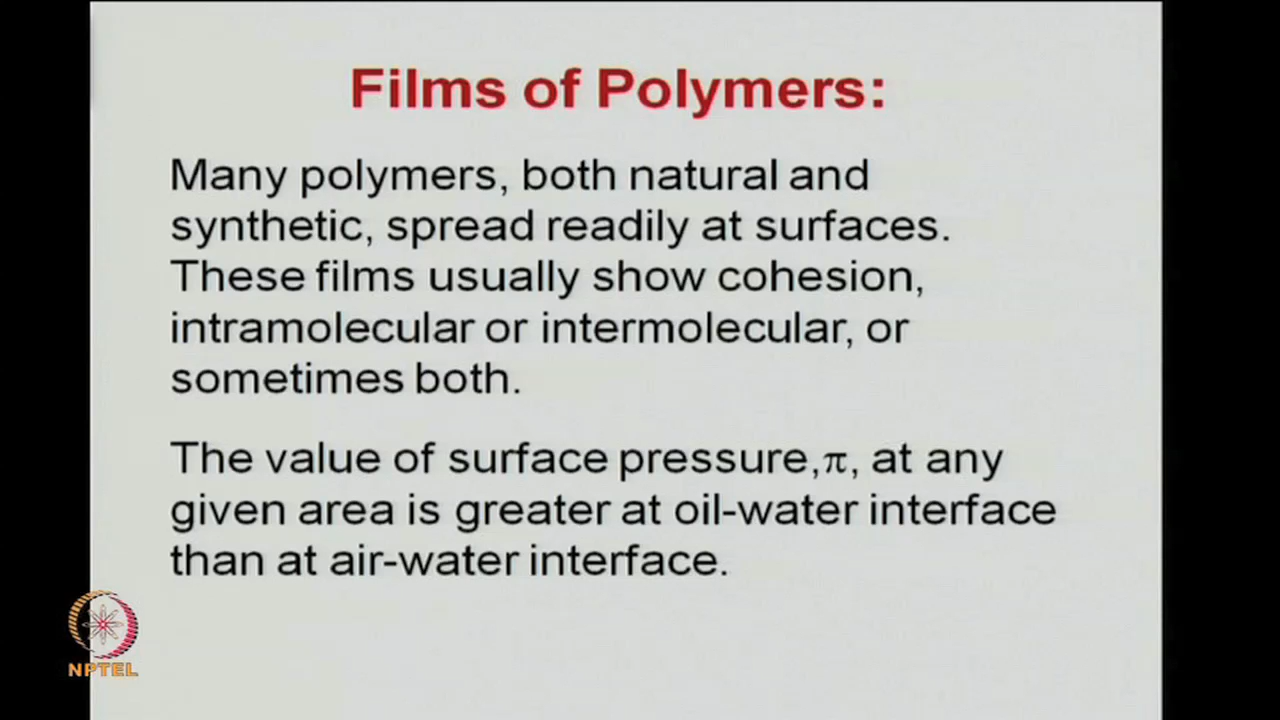 Films of Polymers:
Many polymers, both natural and
synthetic, spread readily at surfaces.
These films usually show cohesion,
intramolecular or intermolecular, or
sometimes both.
The value of surface pressure,π, at any
given area is greater at oil-water interface
than at air-water interface.
NPTEL